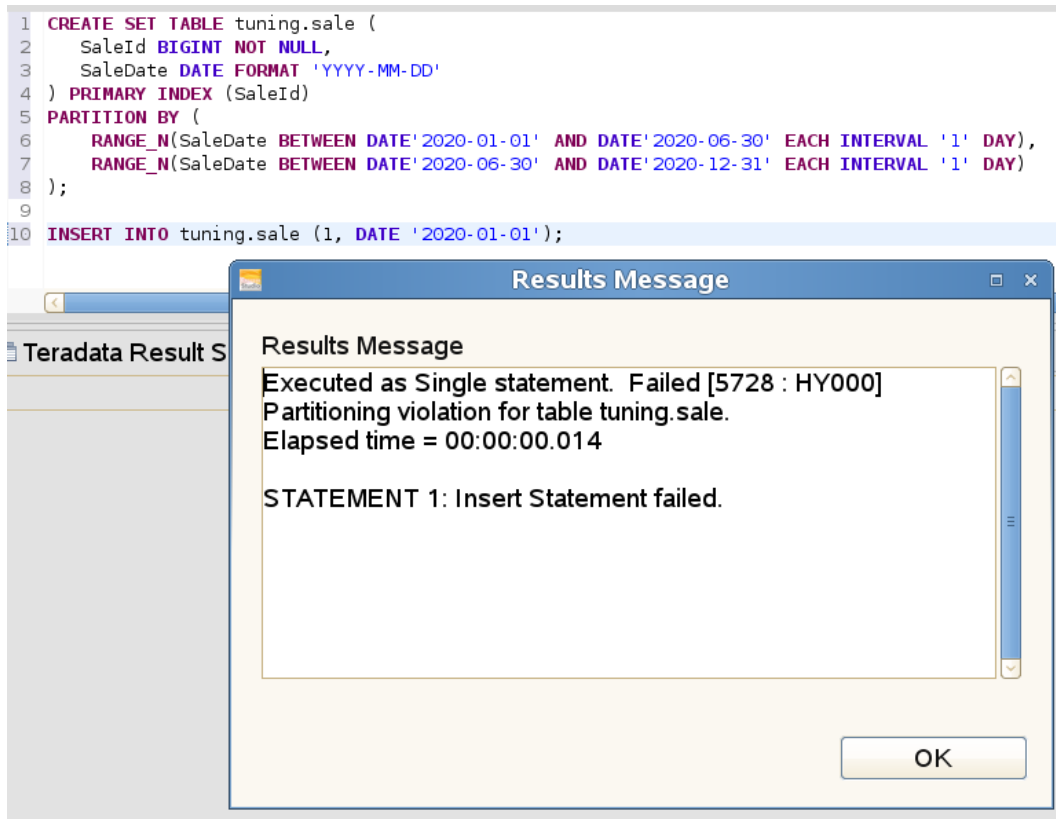 1 CREATE SET TABLE tuning.sale (
2 SaleId BIGINT NOT NULL,
3 SaleDate DATE FORMAT 'YYYY-MM-DD'
4 ) PRIMARY INDEX (SaleId)
5 PARTITION BY (
6 RANGE_N(SaleDate BETWEEN DATE'2020-01-01' AND DATE'2020-06-30' EACH INTERVAL '1' DAY),
7 RANGE_N(SaleDate BETWEEN DATE'2020-06-30' AND DATE'2020-12-31' EACH INTERVAL '1' DAY)
8 );
9
10 INSERT INTO tuning.sale (1, DATE '2020-01-01');
Teradata Result S
Results Message
Results Message
Executed as Single statement. Failed [5728 : HY000]
Partitioning violation for table tuning.sale.
Elapsed time = 00:00:00.014
STATEMENT 1: Insert Statement failed.
OK